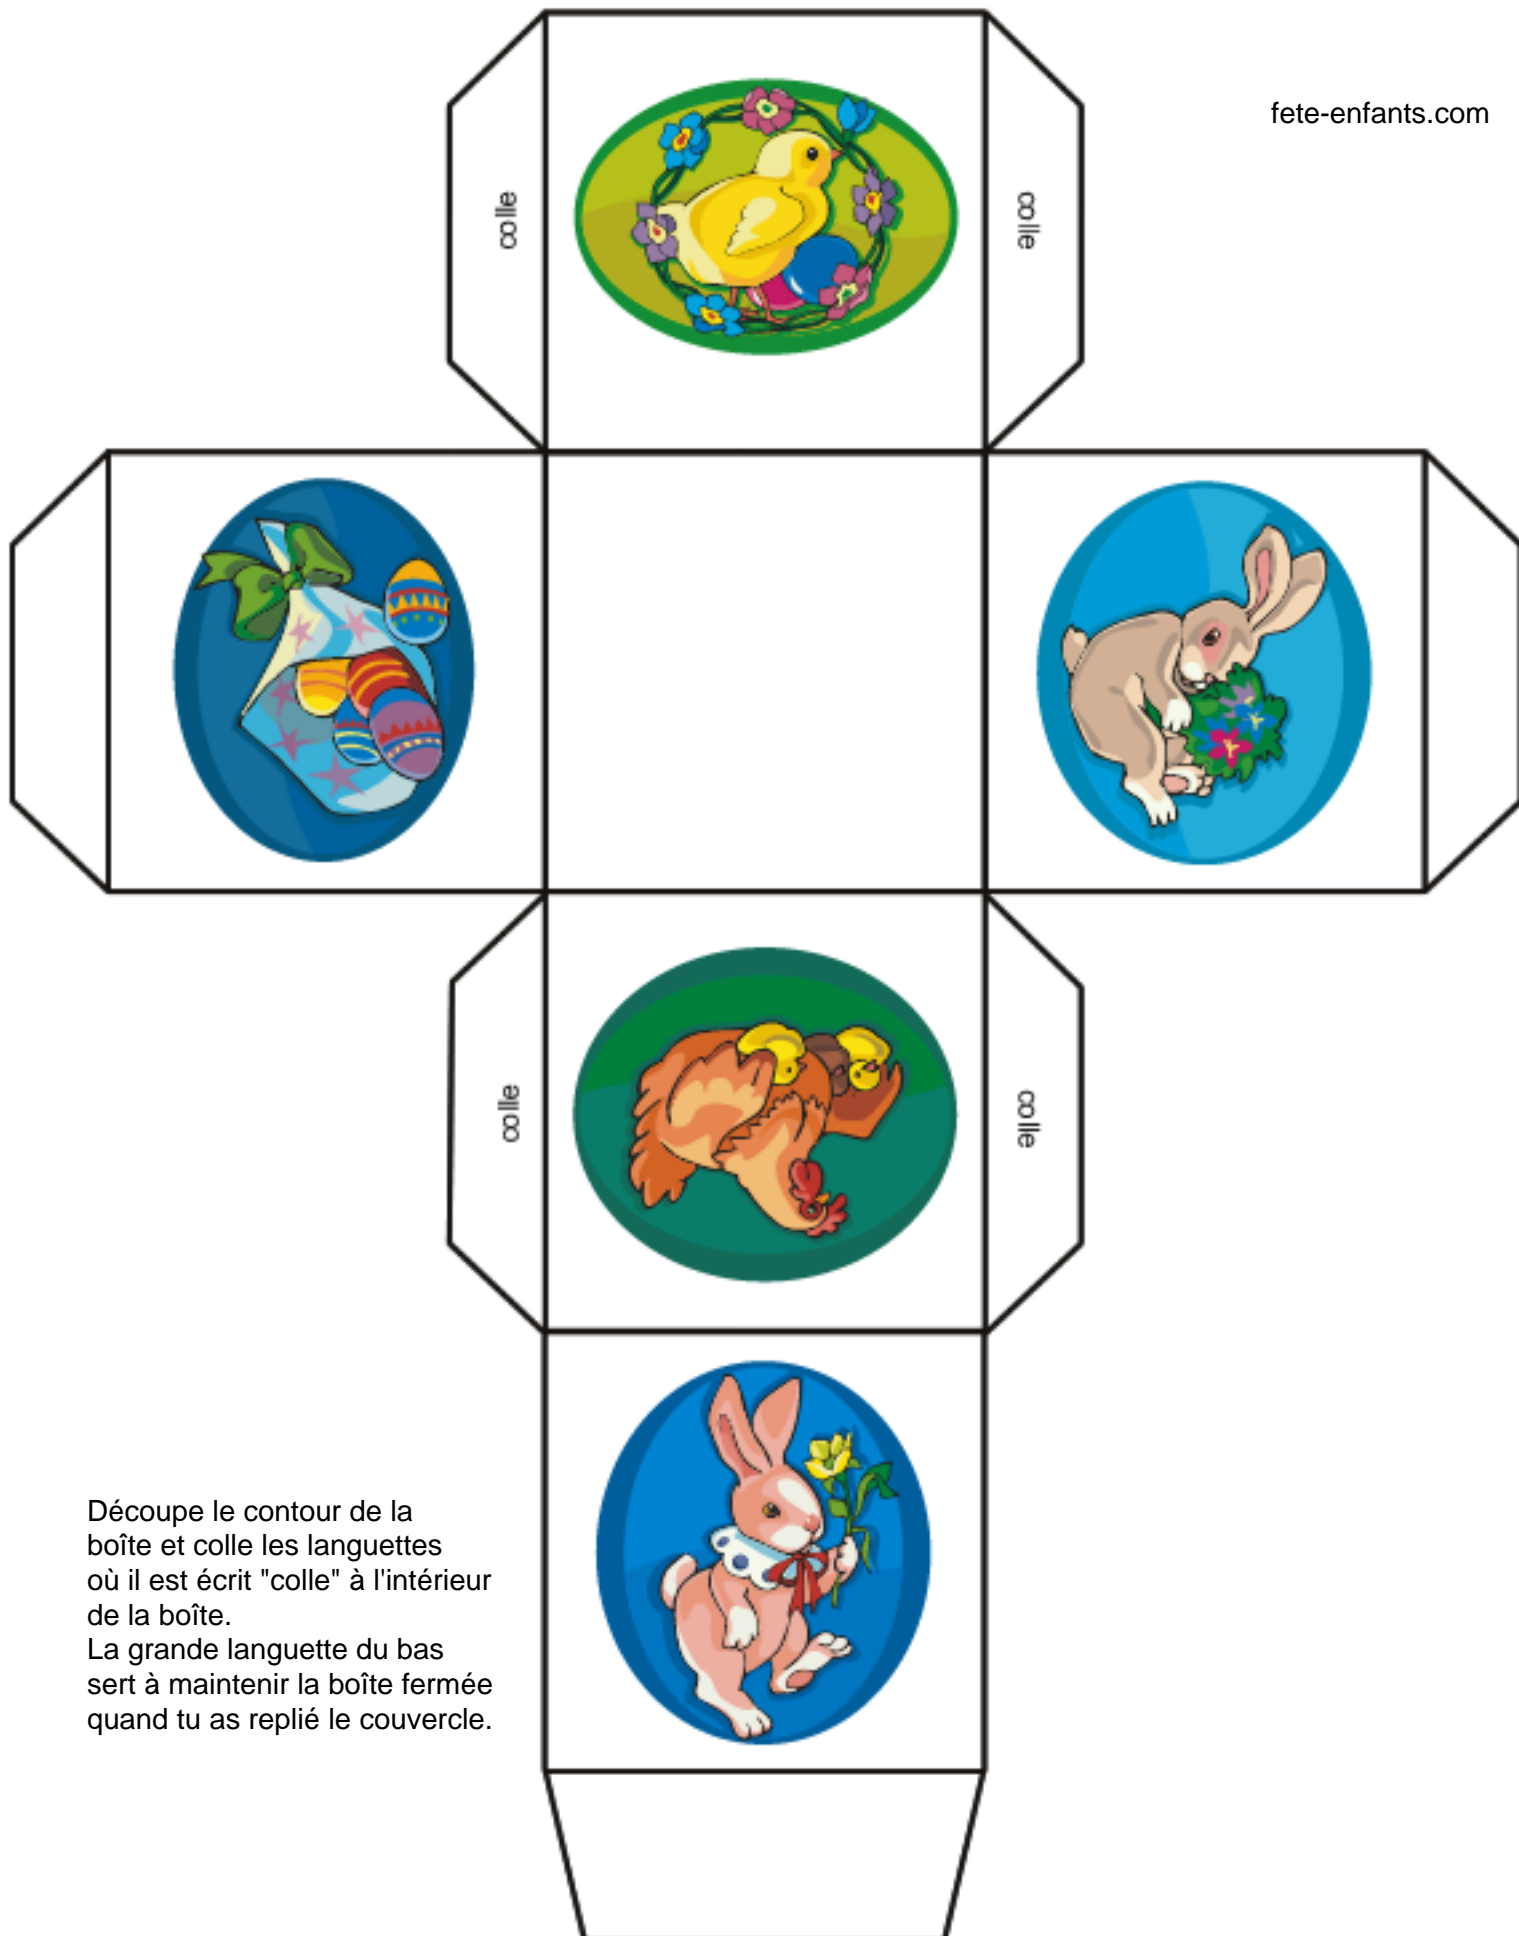 fete-enfants.com
colle
colle
colle
colle
Découpe le contour de la
boîte et colle les languettes
où il est écrit "colle" à l'intérieur
de la boîte.
La grande languette du bas
sert à maintenir la boîte fermée
quand tu as replié le couvercle.